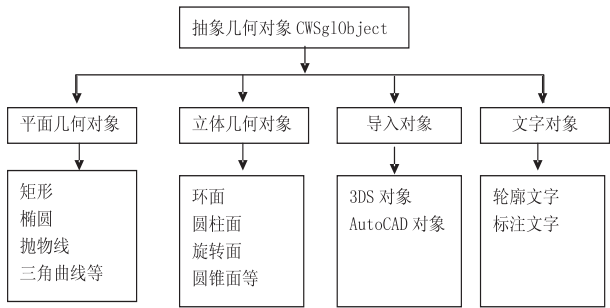 抽象几何对象 CWSglObject
平面几何对象
立体几何对象
导入对象
文字对象
矩形
椭圆
抛物线
三角曲线等
环面
圆柱面
旋转面
圆锥面等
3DS 对象
AutoCAD 对象
轮廓文字
标注文字